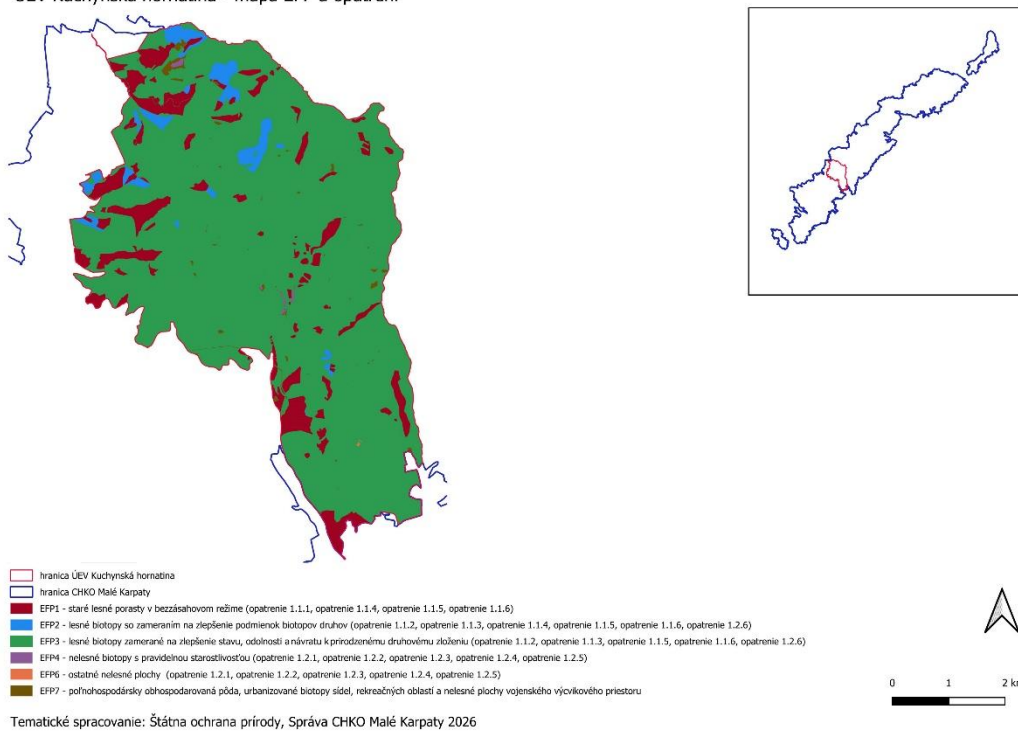 ÚEV Kuchynská hornatina - mapa EFP a opatrení
hranica ÚEV Kuchynská hornatina
hranica CHKO Malé Karpaty
EFP1 - staré lesné porasty v bezzásahovom režime (opatrenie 1.1.1, opatrenie 1.1.4, opatrenie 1.1.5, opatrenie 1.1.6)
EFP2 - lesné biotopy so zameraním na zlepšenie podmienok biotopov druhov (opatrenie 1.1.2, opatrenie 1.1.3, opatrenie 1.1.4, opatrenie 1.1.5, opatrenie 1.1.6, opatrenie 1.2.6)
EFP3 - lesné biotopy zamerané na zlepšenie stavu, odolnosti a návratu k prirodzenému druhovému zloženiu (opatrenie 1.1.2, opatrenie 1.1.3, opatrenie 1.1.5, opatrenie 1.1.6, opatrenie 1.2.6)
EFP4 - nelesné biotopy s pravidelnou starostlivosťou (opatrenie 1.2.1, opatrenie 1.2.2, opatrenie 1.2.3, opatrenie 1.2.4, opatrenie 1.2.5)
EFP6 - ostatné nelesné plochy (opatrenie 1.2.1, opatrenie 1.2.2, opatrenie 1.2.3, opatrenie 1.2.4, opatrenie 1.2.5)
EFP7 - poľnohospodársky obhospodarovaná pôda, urbanizované biotopy sídel, rekreačných oblastí a nelesné plochy vojenského výcvikového priestoru
0 1 2 km
Tematické spracovanie: Štátna ochrana prírody, Správa CHKO Malé Karpaty 2026